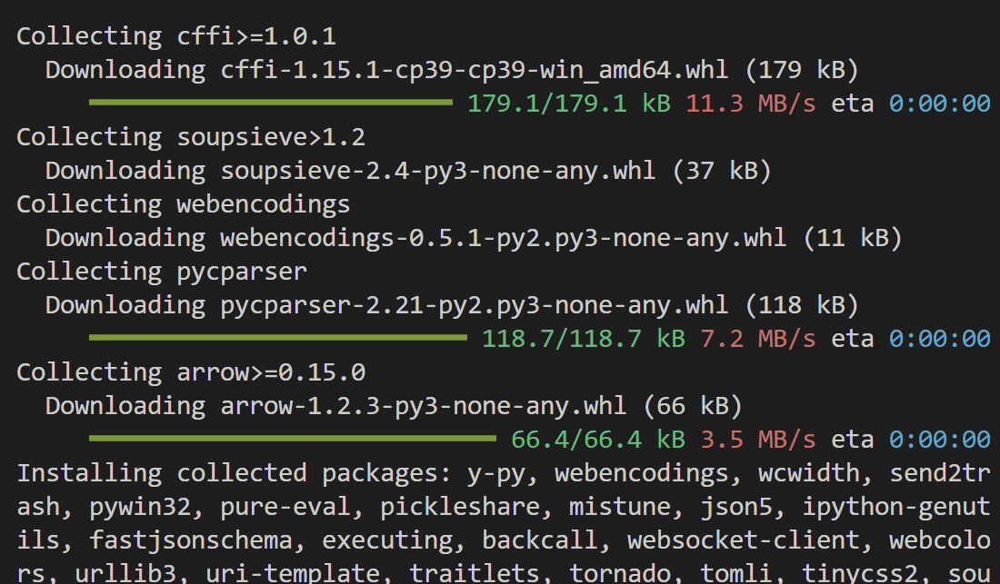 Collecting cffi>=1.0.1
  Downloading cffi-1.15.1-cp39-cp39-win_amd64.whl (179 kB)
179.1/179.1 kB 11.3 MB/s eta 0:00:00
Collecting soupsieve>1.2
  Downloading soupsieve-2.4-py3-none-any.whl (37 kB)
Collecting webencodings
  Downloading webencodings-0.5.1-py2.py3-none-any.whl (11 kB)
Collecting pycparser
  Downloading pycparser-2.21-py2.py3-none-any.whl (118 kB)
118.7/118.7 kB 7.2 MB/s eta 0:00:00
Collecting arrow>=0.15.0
  Downloading arrow-1.2.3-py3-none-any.whl (66 kB)
66.4/66.4 kB 3.5 MB/s eta 0:00:00
Installing collected packages: y-py, webencodings, wcwidth, send2tr
ash, pywin32, pure-eval, pickleshare, mistune, json5, ipython-genut
ils, fastjsonschema, executing, backcall, websocket-client, webcolo
rs, urllib3, uri-template, traitlets, tornado, tomli, tinycss2, sou